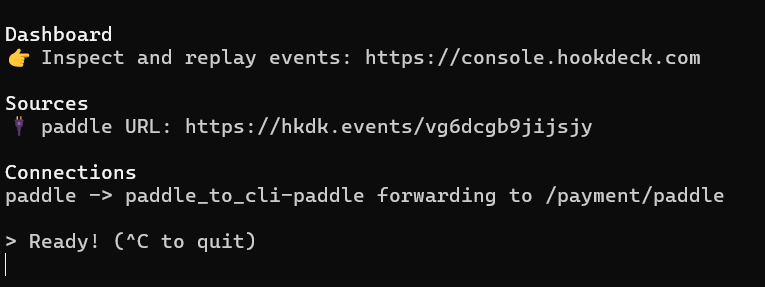 Dashboard
👉 Inspect and replay events: https://console.hookdeck.com
Sources
🔌 paddle URL: https://hkdk.events/vg6dcgb9jijsjy
Connections
paddle -> paddle_to_cli-paddle forwarding to /payment/paddle
> Ready! (^C to quit)